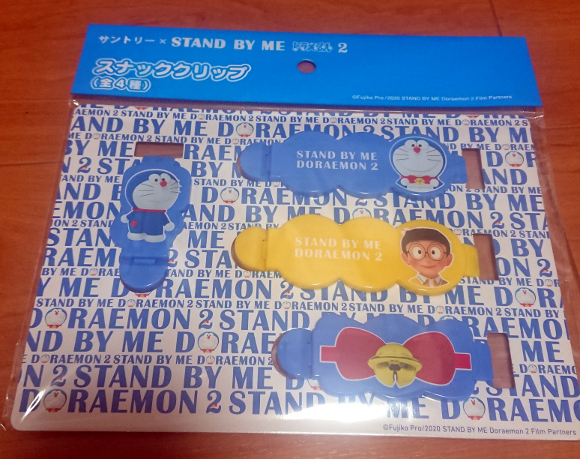 サントリー× STAND BY ME ドラえもん 2
スナッククリップ
(全4種)
©Fujiko Pro/2020 STAND BY ME Doraemon 2 Film Partners
STAND BY ME
DORAEMON 2
STAND BY ME
DORAEMON 2
©Fujiko Pro/2020 STAND BY ME Doraemon 2 Film Partners